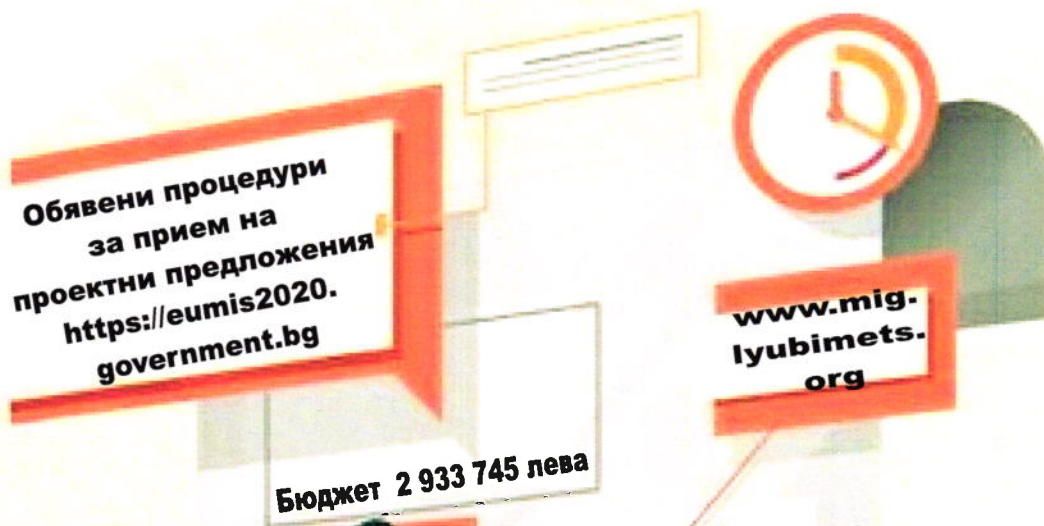 Обявени процедури
за прием на
проектни предложения
https://eumis2020.
government.bg
www.mig-
lyubimets.
org
Бюджет 2 933 745 лева